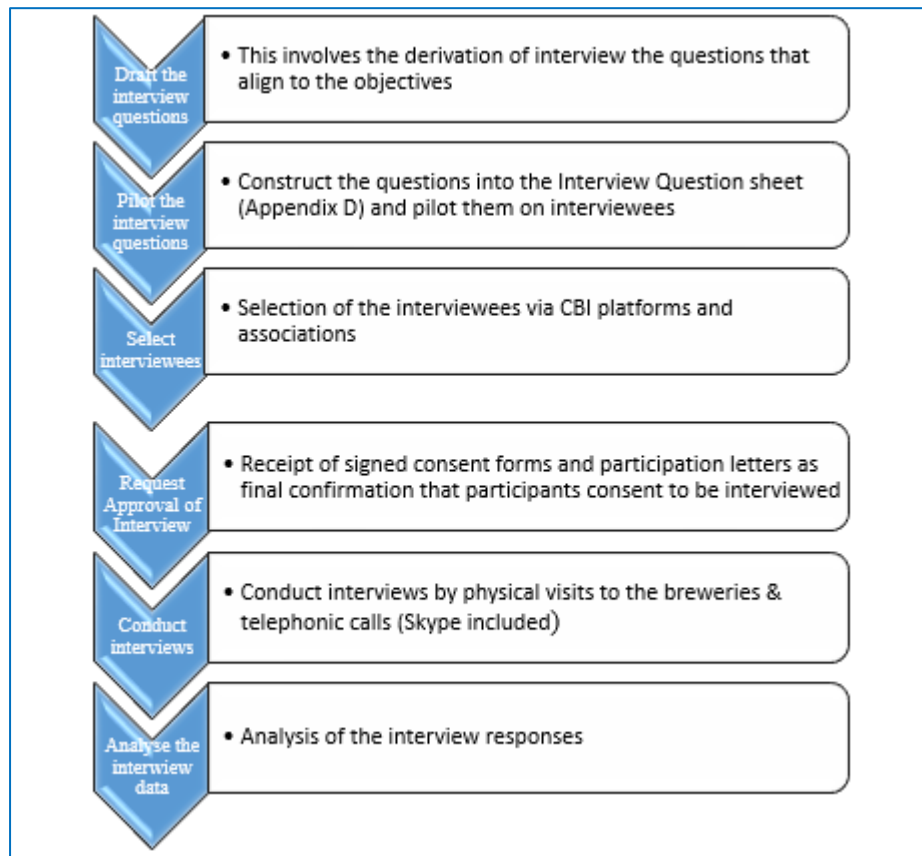 Draft the
interview
questions
• This involves the derivation of interview the questions that
align to the objectives
Pilot the
interview
questions
• Construct the questions into the Interview Question sheet
(Appendix D) and pilot them on interviewees
Select
interviewees
• Selection of the interviewees via CBI platforms and
associations
Request
Approval of
Interview
• Receipt of signed consent forms and participation letters as
final confirmation that participants consent to be interviewed
Conduct
interviews
• Conduct interviews by physical visits to the breweries &
telephonic calls (Skype included)
Analyse the
interwiew
data
• Analysis of the interview responses